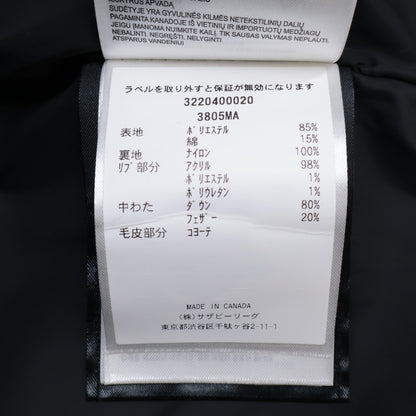 SUDĖTYJE YRA GYVULINĖS KILMĖS NETEKSTILINIŲ DALIŲ
PAGAMINTA KANADOJE IŠ VIETINIŲ IR IMPORTUOTŲ MEDŽIAGŲ
JEIGU ĮMANOMA NUIMKITE KAILĮ, TIK SAUSAS VALYMAS NEPLAUTI.
NEBALINTI. NEGRĘŽTI. NELYGINTI.
ATSPARUS VANDENIUI
ラベルを取り外すと保証が無効になります
3220400020
3805MA
表地 ポリエステル 85%
綿 15%
裏地 ナイロン 100%
リブ部分 アクリル 98%
ポリエステル 1%
ポリウレタン 1%
中わた ダウン 80%
フェザー 20%
毛皮部分 コヨーテ
MADE IN CANADA
(株)サザビーリーグ
東京都渋谷区千駄ヶ谷2-11-1